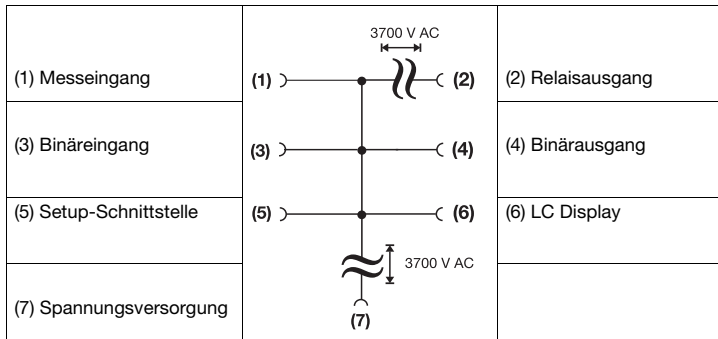 3700 V AC
(1) Messeingang
(1)
(2)
(2) Relaisausgang
(3) Binäreingang
(3)
(4)
(4) Binärausgang
(5) Setup-Schnittstelle
(5)
(6)
(6) LC Display
3700 V AC
(7) Spannungsversorgung
(7)